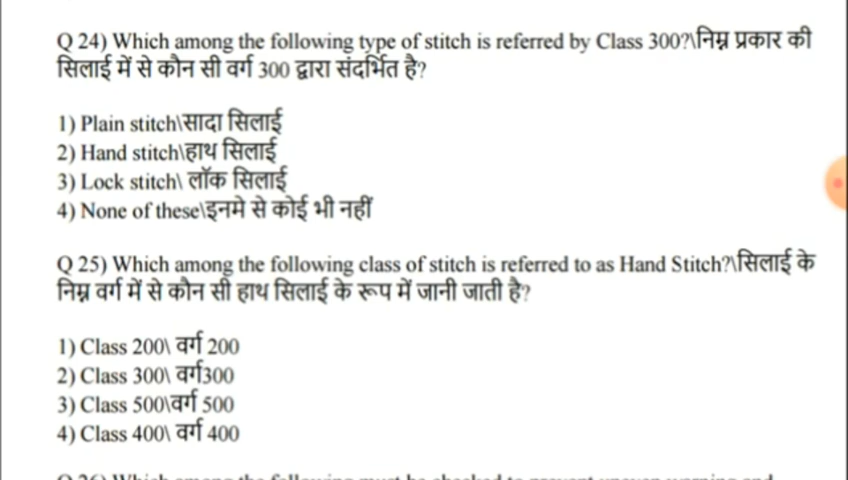 Q 24) Which among the following type of stitch is referred by Class 300?\निम्न प्रकार की
सिलाई में से कौन सी वर्ग 300 द्वारा संदर्भित है?
1) Plain stitch\सादा सिलाई
2) Hand stitch\हाथ सिलाई
3) Lock stitch\ लॉक सिलाई
4) None of these\इनमे से कोई भी नहीं
Q 25) Which among the following class of stitch is referred to as Hand Stitch?\सिलाई के
निम्न वर्ग में से कौन सी हाथ सिलाई के रूप में जानी जाती है?
1) Class 200\ वर्ग 200
2) Class 300\ वर्ग300
3) Class 500\वर्ग 500
4) Class 400\ वर्ग 400